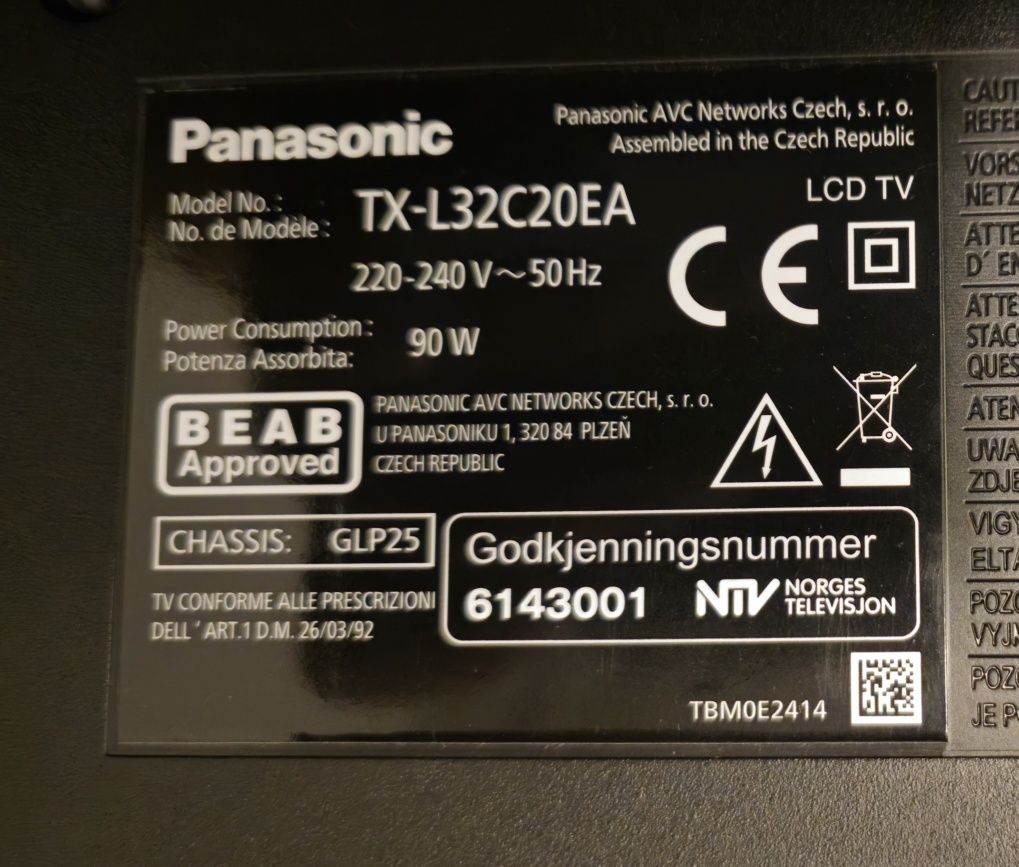 Panasonic
Panasonic AVC Networks Czech, s. r. o.
Assembled in the Czech Republic
Model No. :
No. de Modèle :
TX-L32C20EA
LCD TV
220-240 V～50 Hz
CE
Power Consumption :
Potenza Assorbita:
90 W
BEAB
Approved
PANASONIC AVC NETWORKS CZECH, s. r. o.
U PANASONIKU 1, 320 84 PLZEŇ
CZECH REPUBLIC
CHASSIS: GLP25
TV CONFORME ALLE PRESCRIZIONI
DELL´ ART.1 D.M. 26/03/92
Godkjenningsnummer
6143001
NTV NORGES
TELEVISJON
TBM0E2414
D´ EN
JE